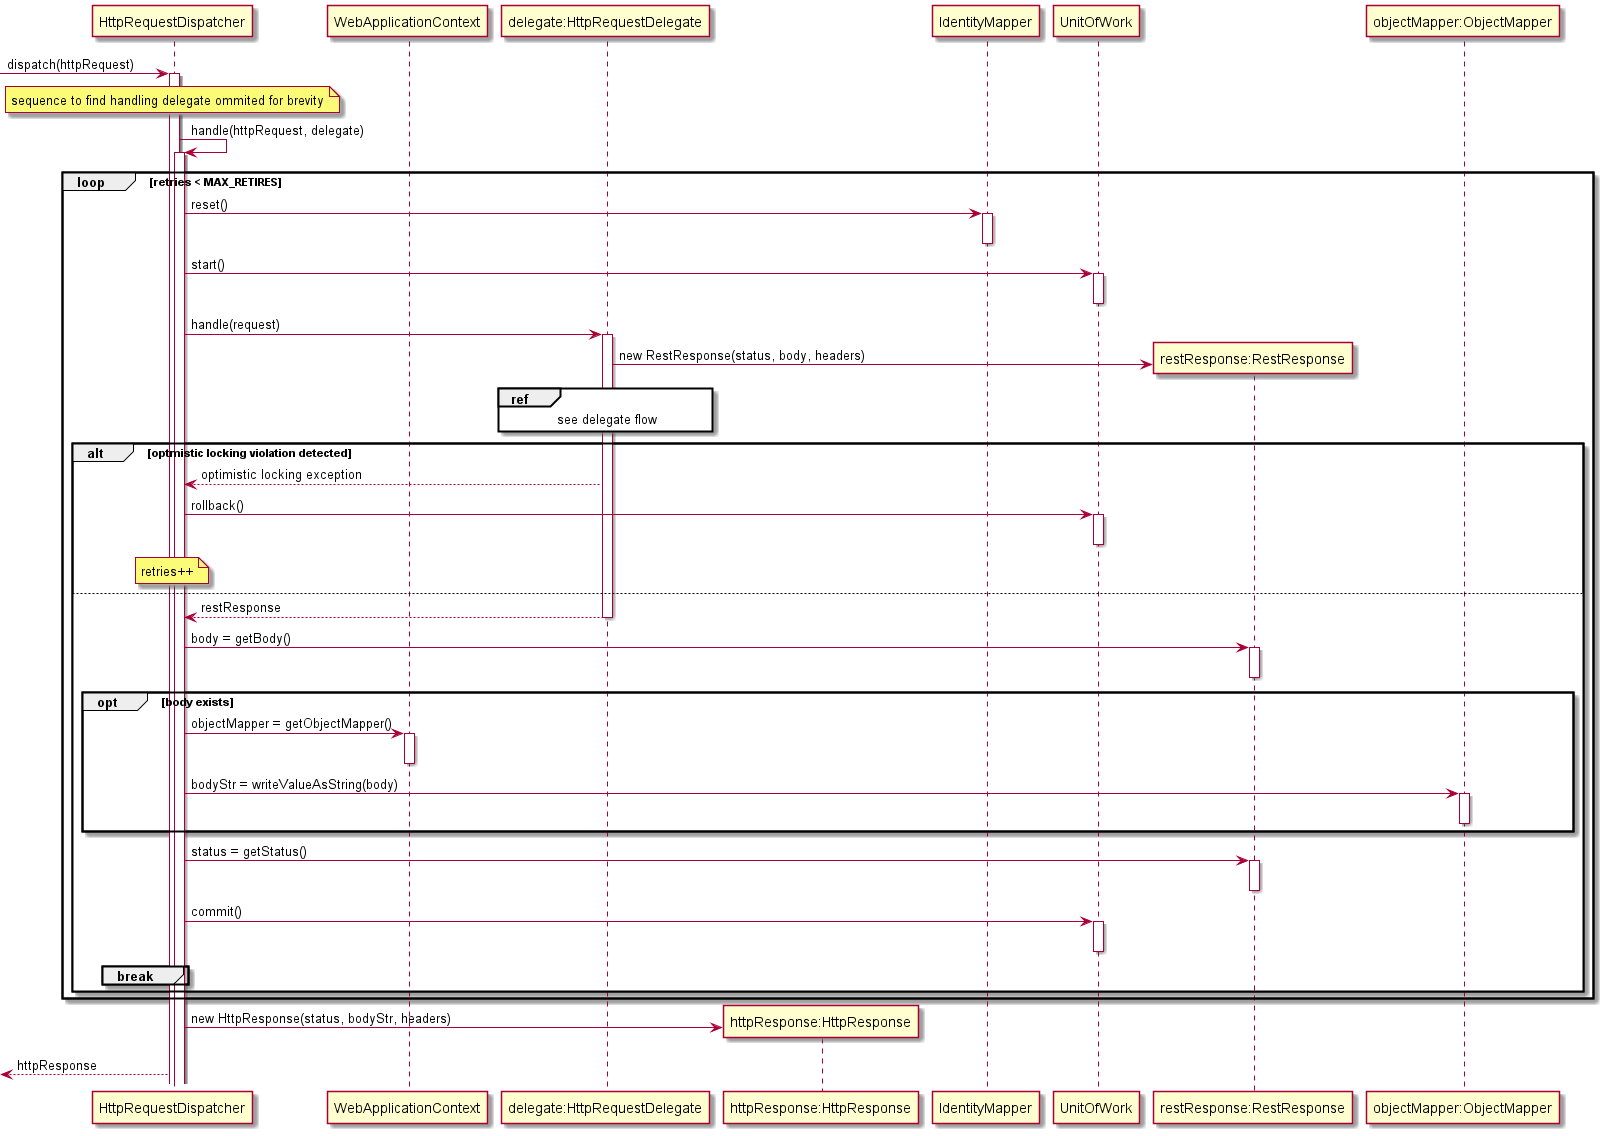 HttpRequestDispatcher
WebApplicationContext
delegate:HttpRequestDelegate
IdentityMapper
UnitOfWork
objectMapper:ObjectMapper
dispatch(httpRequest)
sequence to find handling delegate ommited for brevity
handle(httpRequest, delegate)
loop
[retries < MAX_RETIRES]
reset()
start()
handle(request)
new RestResponse(status, body, headers)
restResponse:RestResponse
ref
see delegate flow
alt
[optmistic locking violation detected]
optimistic locking exception
rollback()
retries++
restResponse
body = getBody()
opt
[body exists]
objectMapper = getObjectMapper()
bodyStr = writeValueAsString(body)
status = getStatus()
commit()
break
new HttpResponse(status, bodyStr, headers)
httpResponse:HttpResponse
httpResponse
HttpRequestDispatcher
WebApplicationContext
delegate:HttpRequestDelegate
httpResponse:HttpResponse
IdentityMapper
UnitOfWork
restResponse:RestResponse
objectMapper:ObjectMapper